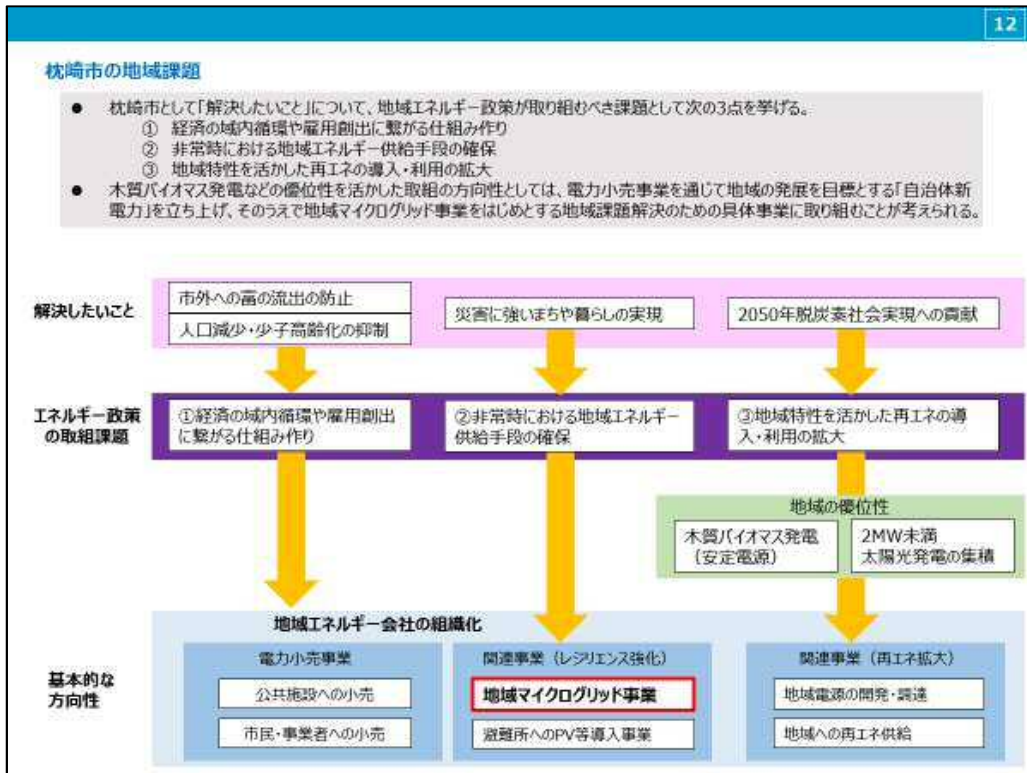 12
枕崎市の地域課題
● 枕崎市として「解決したいこと」について、地域エネルギー政策が取り組むべき課題として次の3点を挙げる。
① 経済の域内循環や雇用創出に繋がる仕組み作り
② 非常時における地域エネルギー供給手段の確保
③ 地域特性を活かした再エネの導入・利用の拡大
● 木質バイオマス発電などの優位性を活かした取組の方向性としては、電力小売事業を通じて地域の発展を目標とする「自治体新
電力」を立ち上げ、そのうえで地域マイクログリッド事業をはじめとする地域課題解決のための具体事業に取り組むことが考えられる。
解決したいこと
市外への富の流出の防止
人口減少・少子高齢化の抑制
災害に強いまちや暮らしの実現
2050年脱炭素社会実現への貢献
エネルギー政策
の取組課題
①経済の域内循環や雇用創出
に繋がる仕組み作り
②非常時における地域エネルギー
供給手段の確保
③地域特性を活かした再エネの導
入・利用の拡大
地域の優位性
木質バイオマス発電
（安定電源）
2MW未満
太陽光発電の集積
基本的な
方向性
地域エネルギー会社の組織化
電力小売事業
公共施設への小売
市民・事業者への小売
関連事業（レジリエンス強化）
地域マイクログリッド事業
避難所へのPV等導入事業
関連事業（再エネ拡大）
地域電源の開発・調達
地域への再エネ供給